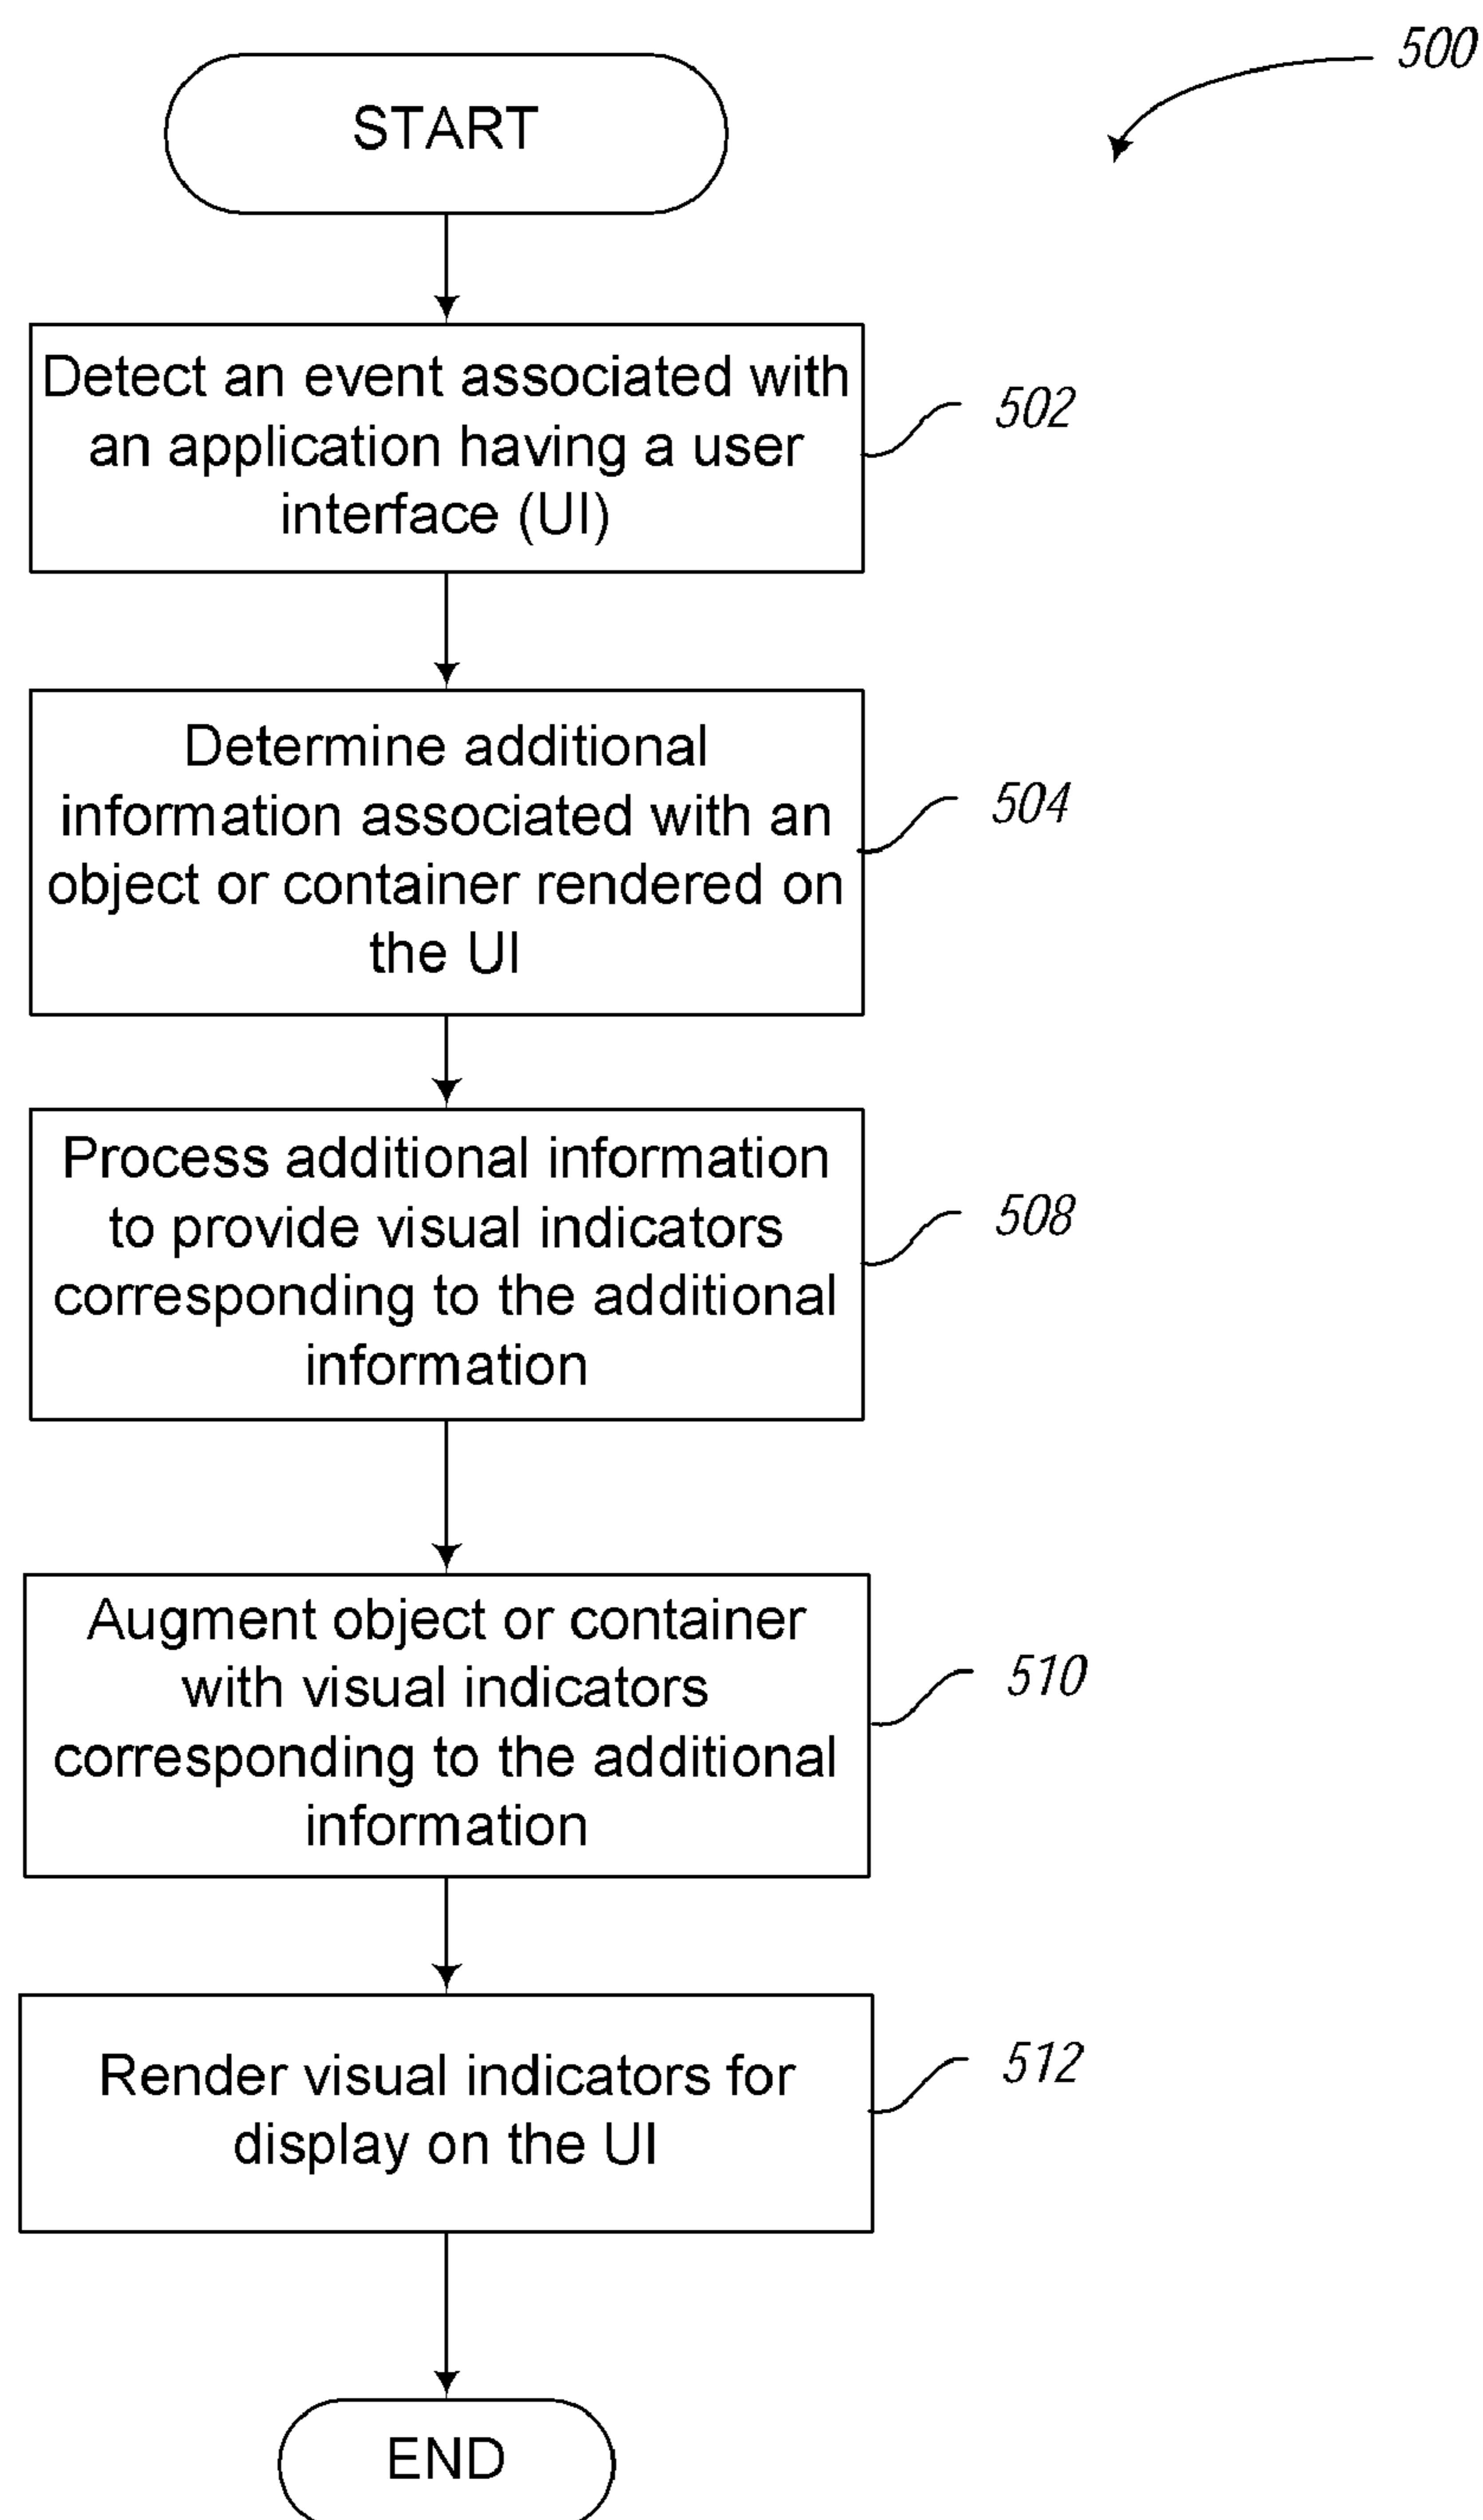 500
START
Detect an event associated with
an application having a user
interface (UI)
502
Determine additional
information associated with an
object or container rendered on
the UI
504
Process additional information
to provide visual indicators
corresponding to the additional
information
508
Augment object or container
with visual indicators
corresponding to the additional
information
510
Render visual indicators for
display on the UI
512
END